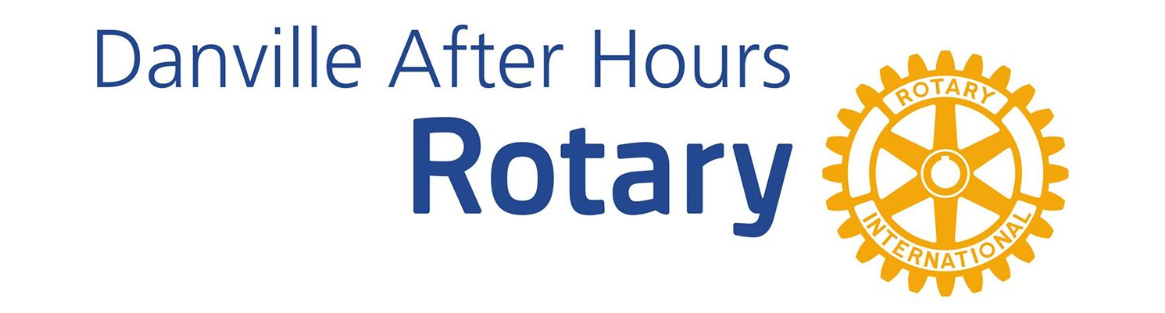 Danville After Hours
Rotary
ROTARY
INTERNATIONAL